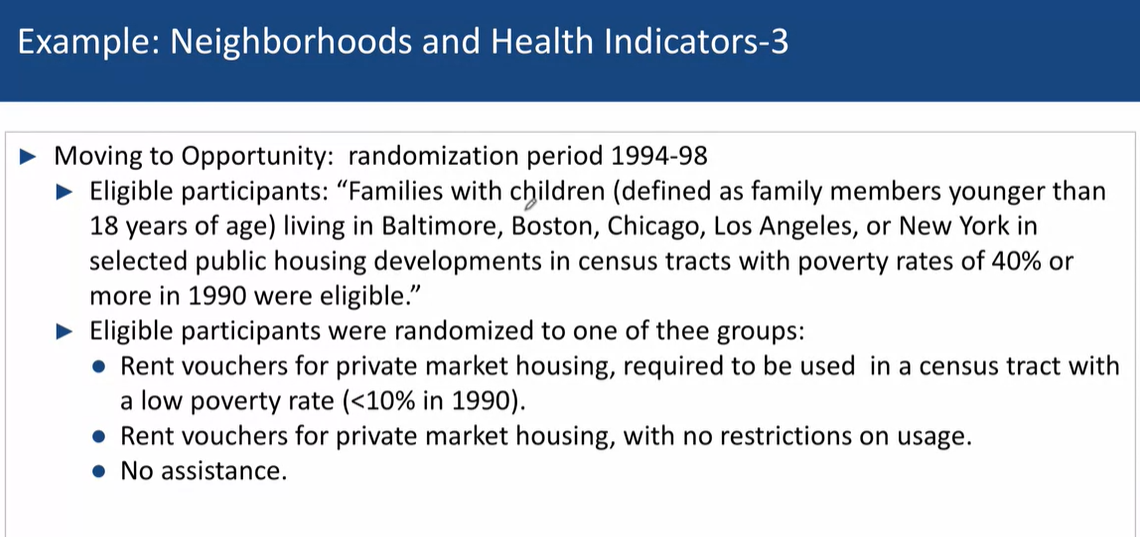 Example: Neighborhoods and Health Indicators-3
Moving to Opportunity: randomization period 1994-98
Eligible participants: “Families with children (defined as family members younger than
18 years of age) living in Baltimore, Boston, Chicago, Los Angeles, or New York in
selected public housing developments in census tracts with poverty rates of 40% or
more in 1990 were eligible.”
Eligible participants were randomized to one of thee groups:
Rent vouchers for private market housing, required to be used in a census tract with
a low poverty rate (<10% in 1990).
Rent vouchers for private market housing, with no restrictions on usage.
No assistance.